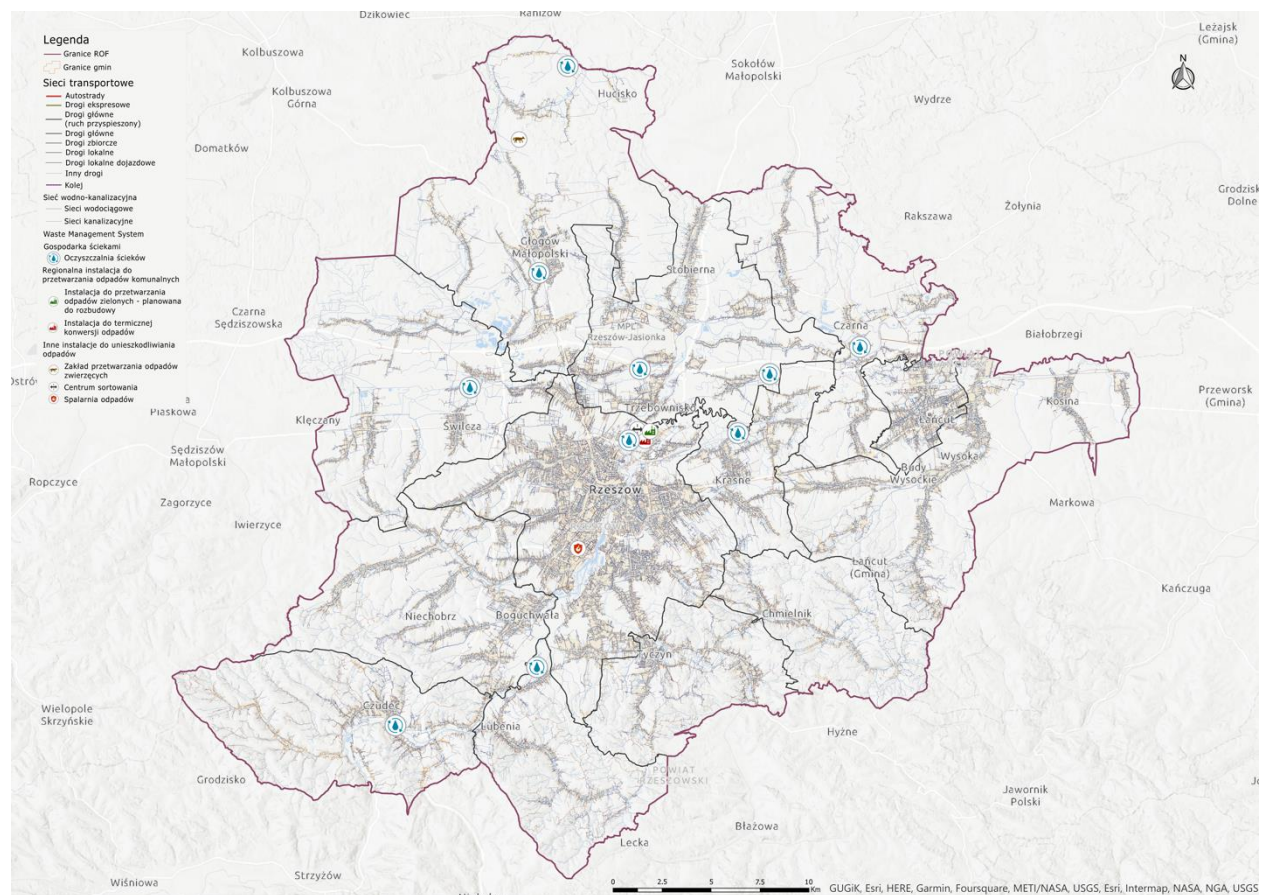 Dzikowiec
Raniżów
Leżajsk
(Gmina)
Legenda
Granice ROF
Granice gmin
Sieci transportowe
Autostrady
Drogi ekspresowe
Drogi główne
(ruch przyspieszony)
Drogi główne
Drogi zbiorcze
Drogi lokalne
Drogi lokalne dojazdowe
Inny drogi
Kolej
Sieć wodno-kanalizacyjna
Sieci wodociągowe
Sieci kanalizacyjne
Waste Management System
Gospodarka ściekami
Oczyszczalnia ścieków
Regionalna instalacja do
przetwarzania odpadów komunalnych
Instalacja do przetwarzania
odpadów zielonych - planowana
do rozbudowy
Instalacja do termicznej
konwersji odpadów
Inne instalacje do unieszkodliwiania
odpadów
Zakład przetwarzania odpadów
zwierzęcych
Centrum sortowania
Spalarnia odpadów
Kolbuszowa
Kolbuszowa
Górna
Domatków
Hucisko
Sokołów
Małopolski
Wydrze
N
Grodzisk
Dolne
Żołynia
Rakszawa
Głogów
Małopolski
Stobierna
Czarna
Sędziszowska
MPL
Rzeszów-Jasionka
Czarna
Białobrzegi
Piaskowa
Klęczany
Świlcza
Trzebownisko
Łańcut
Kosina
Przeworsk
(Gmina)
Sędziszów
Małopolski
Ropczyce
Zagorzyce
Iwierzyce
Rzeszów
Krasne
Wysoka
Budy
Wysockie
Markowa
Łańcut
(Gmina)
Kańczuga
Niechobrz
Boguchwała
Chmielnik
Tyczyn
Wielopole
Skrzyńskie
Czudec
Lubenia
Hyżne
Grodzisko
POWIAT
RZESZOWSKI
Jawornik
Polski
Błażowa
Lecka
Strzyżów
Wiśniowa
0 2.5 5 7.5 10
Km
GUGiK, Esri, HERE, Garmin, Foursquare, METI/NASA, USGS, Esri, Intermap, NASA, NGA, USGS